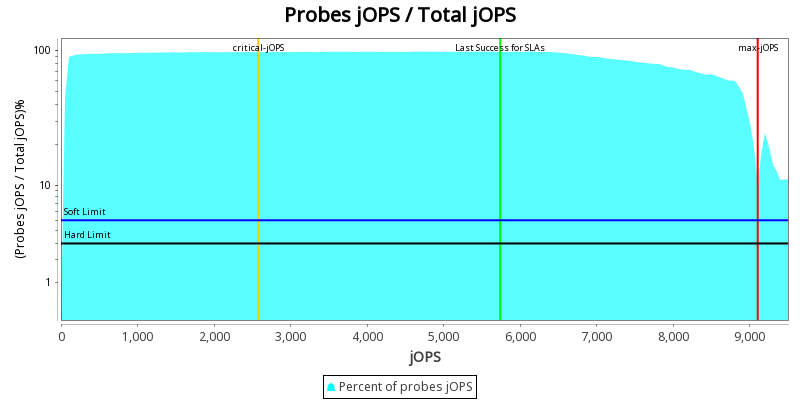 Probes jOPS / Total jOPS
(Probes jOPS / Total jOPS)%
100
10
1
critical-jOPS
Last Success for SLAs
max-jOPS
Soft Limit
Hard Limit
0
1,000
2,000
3,000
4,000
5,000
6,000
7,000
8,000
9,000
jOPS
Percent of probes jOPS